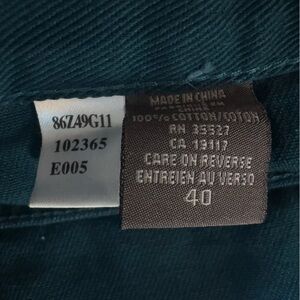 86Z49G11
102365
E005
MADE IN CHINA
100% COTTON/COTON
RN 35527
CA 19117
CARE ON REVERSE
ENTREIEN AU VERSO
40